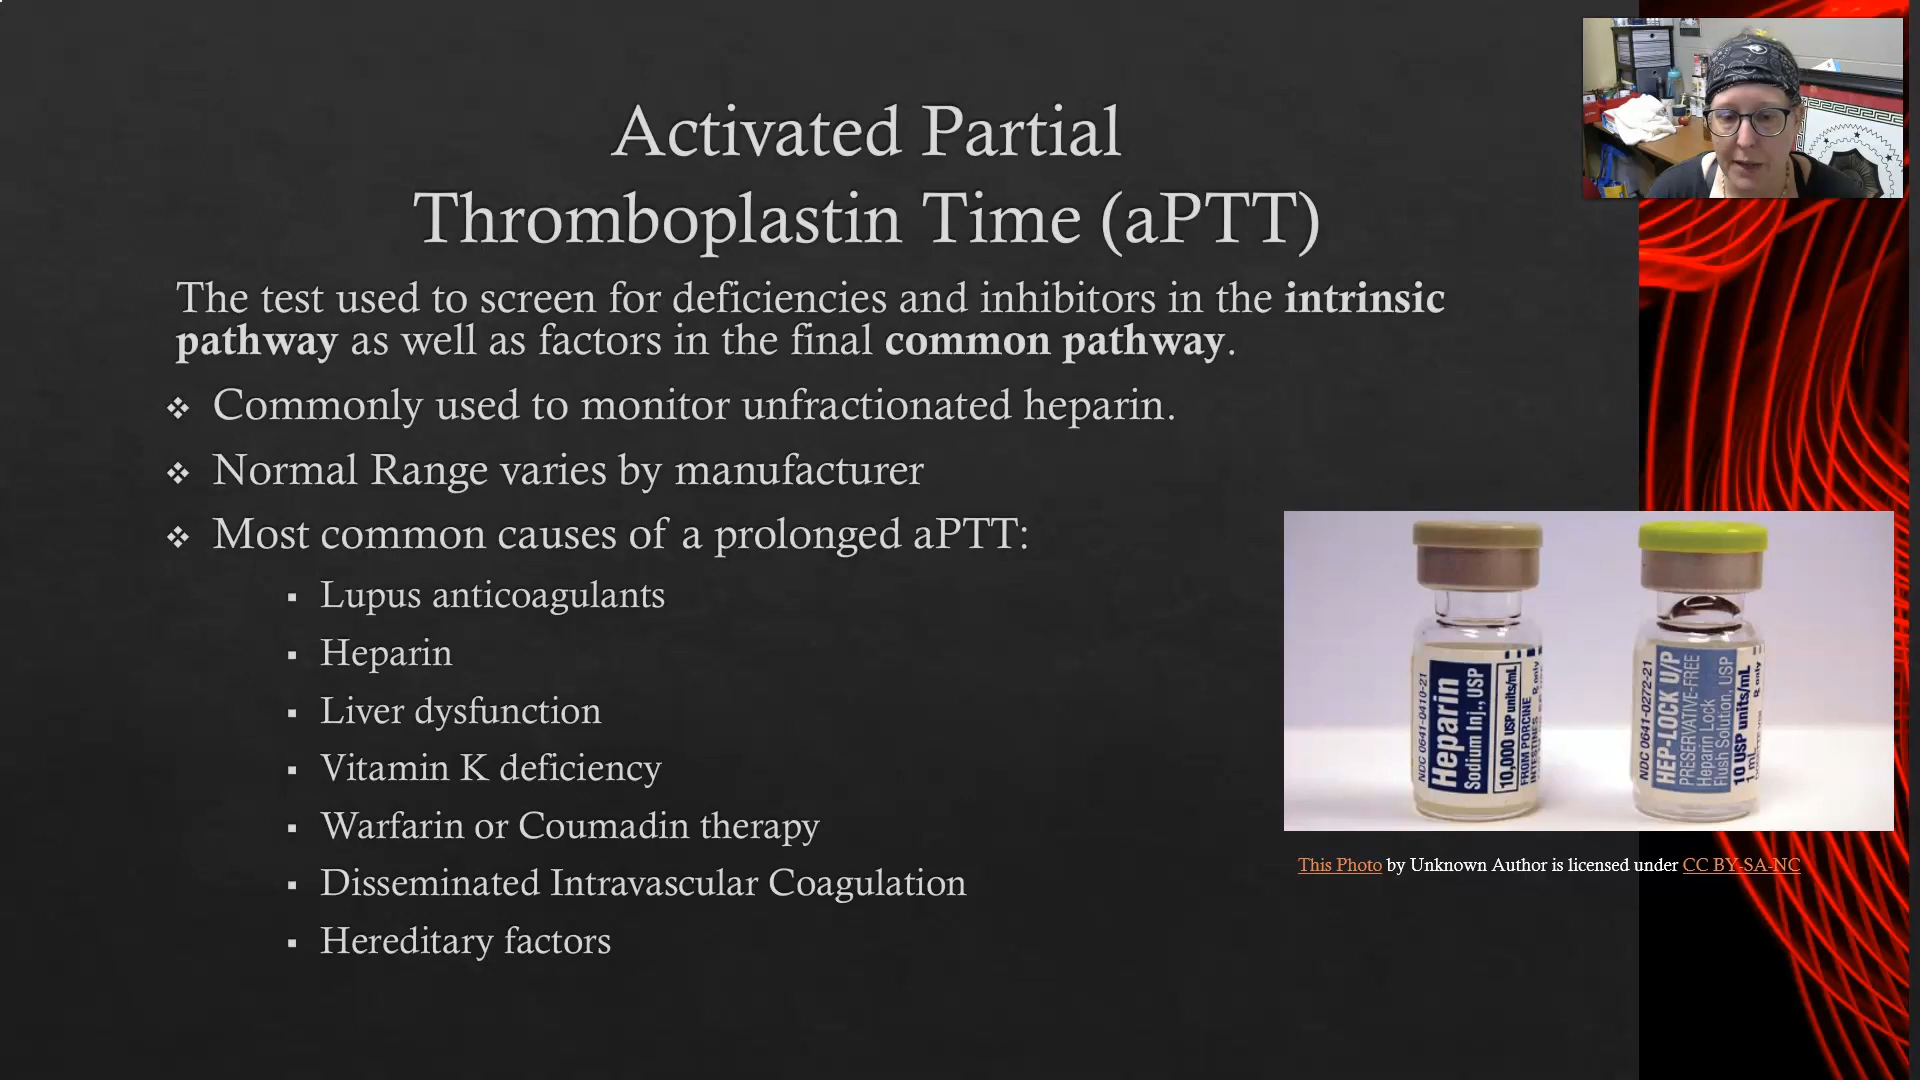 Activated Partial
Thromboplastin Time (aPTT)
The test used to screen for deficiencies and inhibitors in the intrinsic
pathway as well as factors in the final common pathway.
Commonly used to monitor unfractionated heparin.
Normal Range varies by manufacturer
Most common causes of a prolonged aPTT:
Lupus anticoagulants
Heparin
Liver dysfunction
Vitamin K deficiency
Warfarin or Coumadin therapy
Disseminated Intravascular Coagulation
Hereditary factors
NDC 0641-0410-21
Heparin
Sodium Inj., USP
10,000 USP units/mL
FROM PORCINE
INTESTINES
R only
NDC 0641-0272-21
HEP-LOCK U/P
PRESERVATIVE-FREE
Heparin Lock
Flush Solution, USP
10 USP units/mL
1 mL
R only
This Photo by Unknown Author is licensed under CC BY-SA-NC